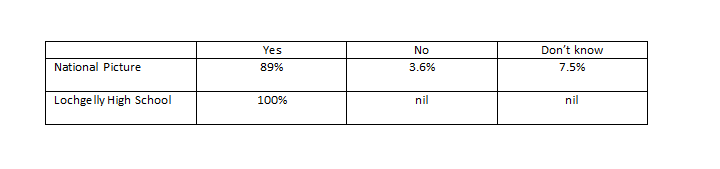 Yes No Don't know
National Picture 89% 3.6% 7.5%
Lochgelly High School 100% nil nil